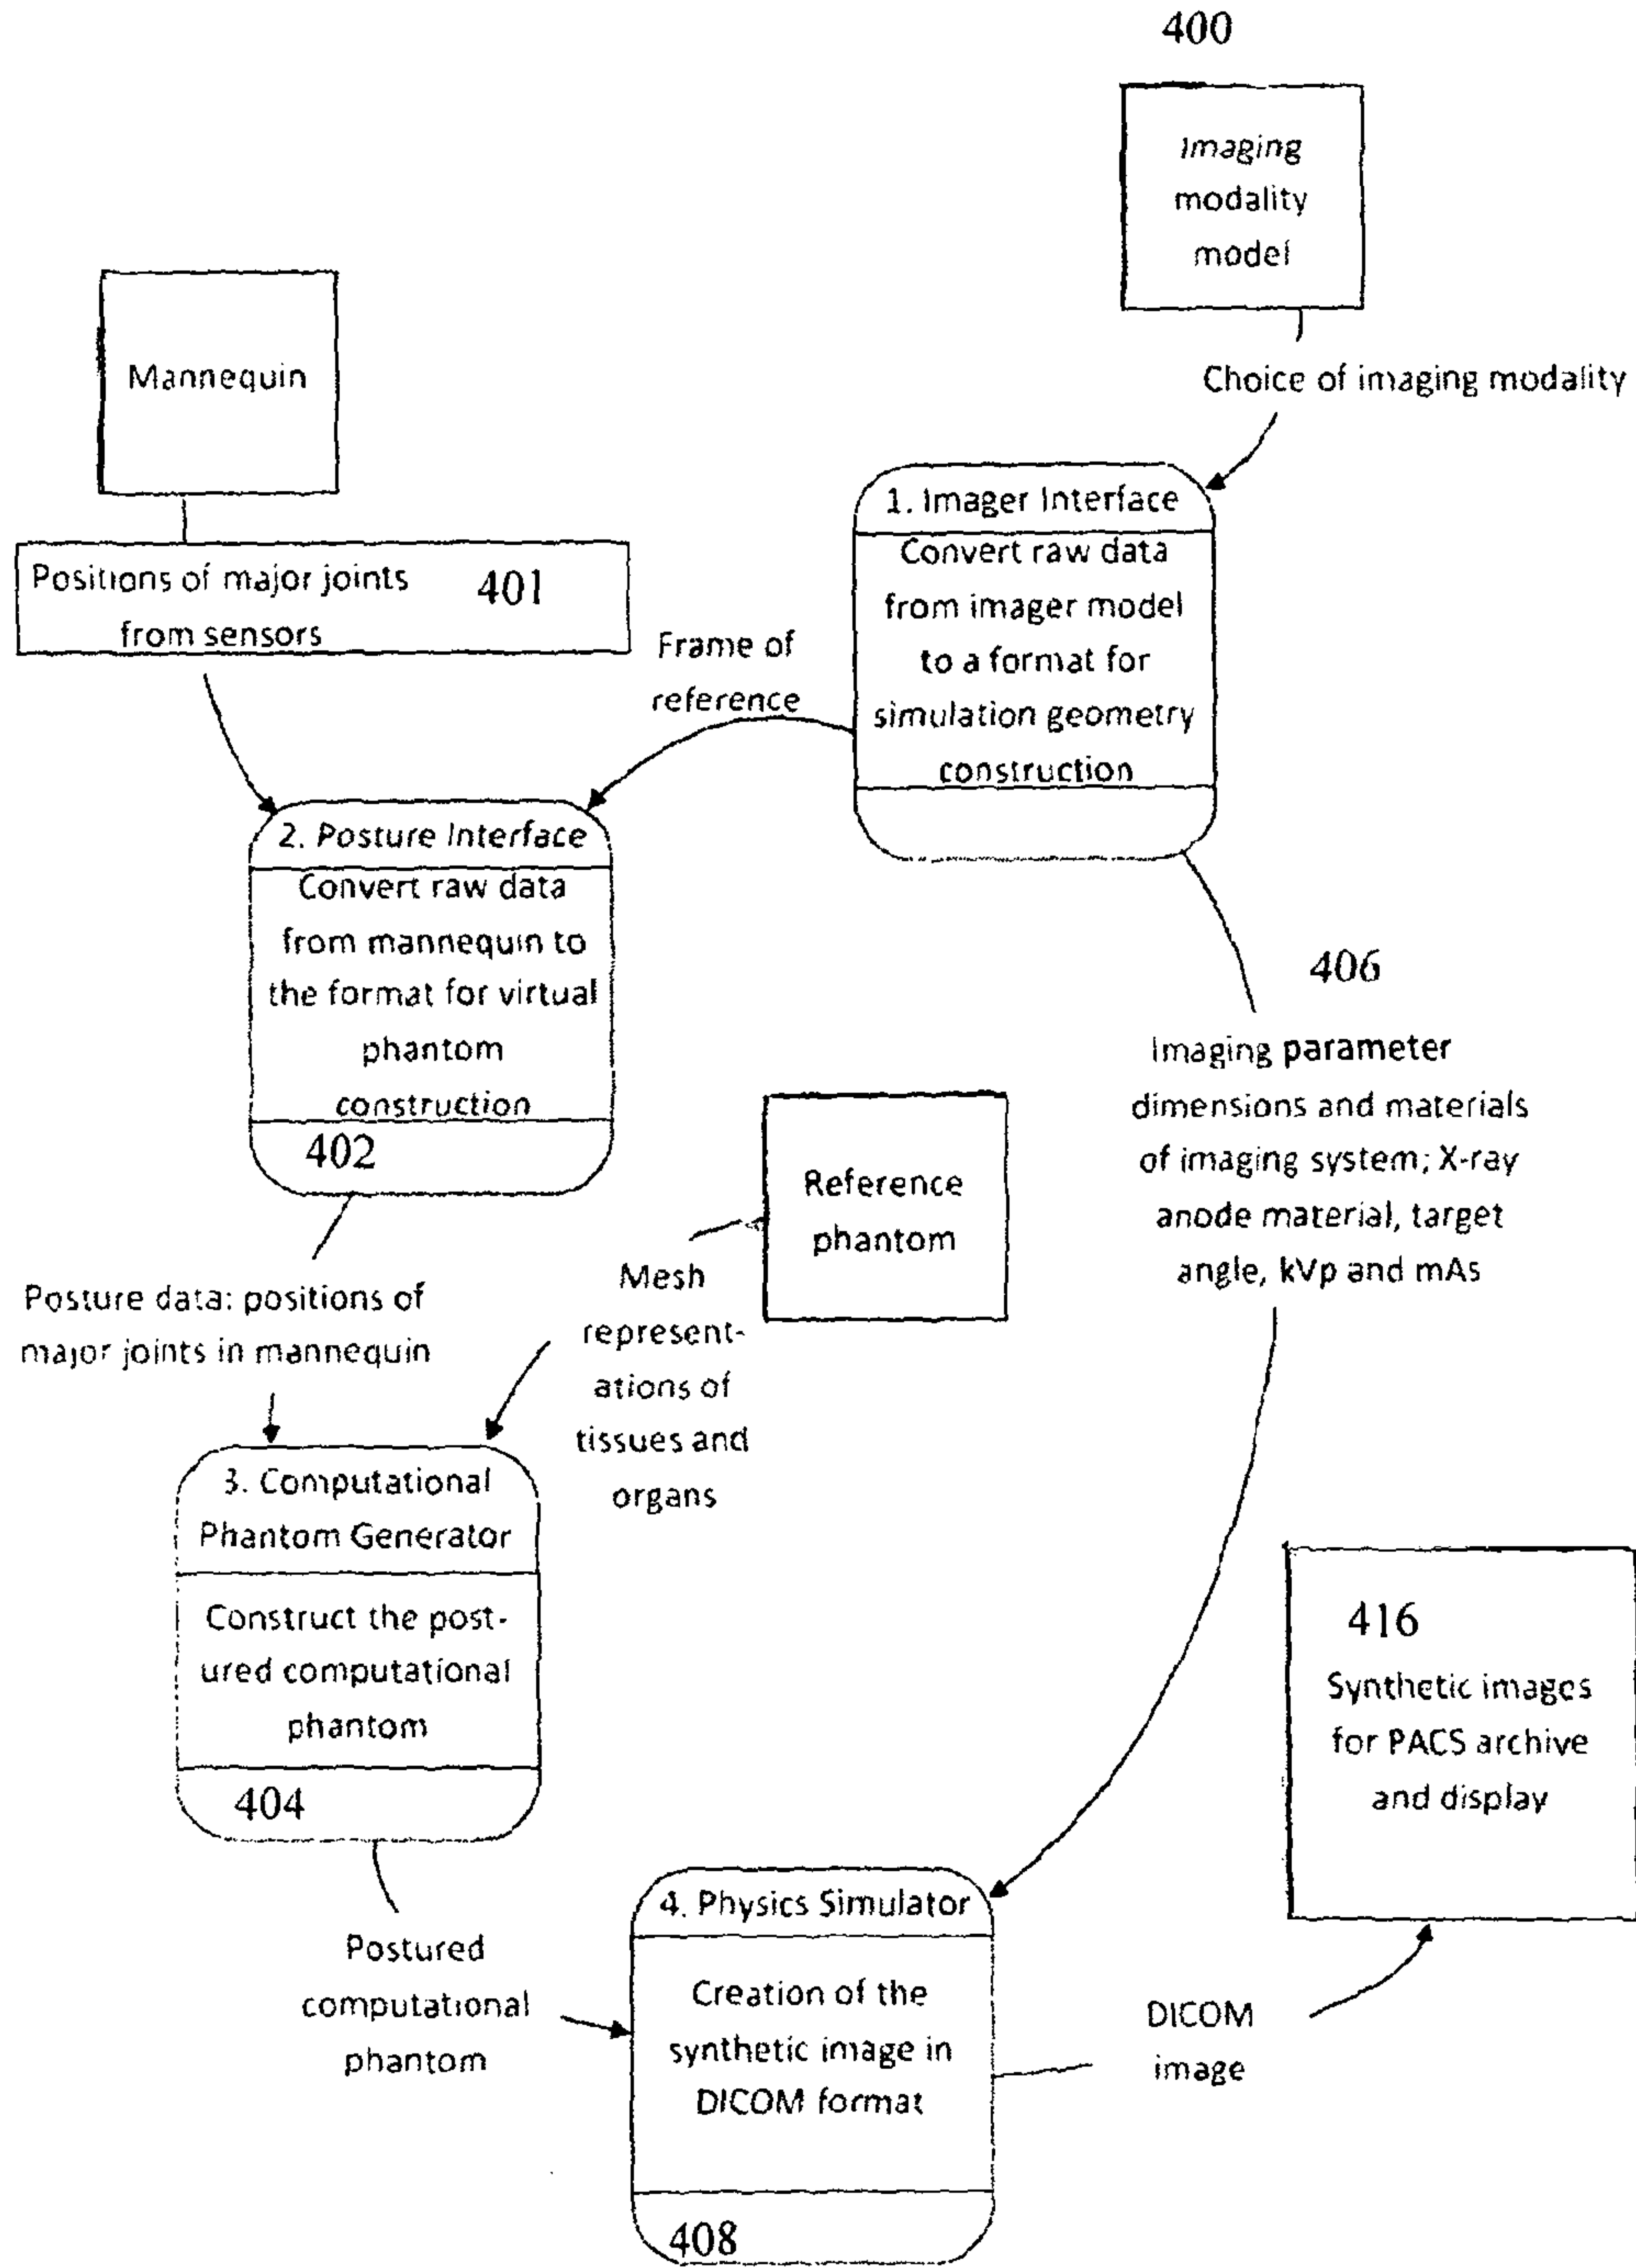 400
Imaging
modality
model
Mannequin
Choice of imaging modality
1. Imager Interface
Convert raw data
from imager model
to a format for
simulation geometry
construction
Positions of major joints
401
from sensors
Frame of
reference
2. Posture Interface
Convert raw data
from mannequin to
the format for virtual
phantom
construction
402
406
Imaging parameter
dimensions and materials
of imaging system; X-ray
anode material, target
angle, kVp and mAs
Reference
phantom
Mesh
represent-
ations of
tissues and
organs
Posture data: positions of
major joints in mannequin
3. Computational
Phantom Generator
Construct the post-
ured computational
phantom
404
416
Synthetic images
for PACS archive
and display
Postured
computational
phantom
4. Physics Simulator
Creation of the
synthetic image in
DICOM format
408
DICOM
image